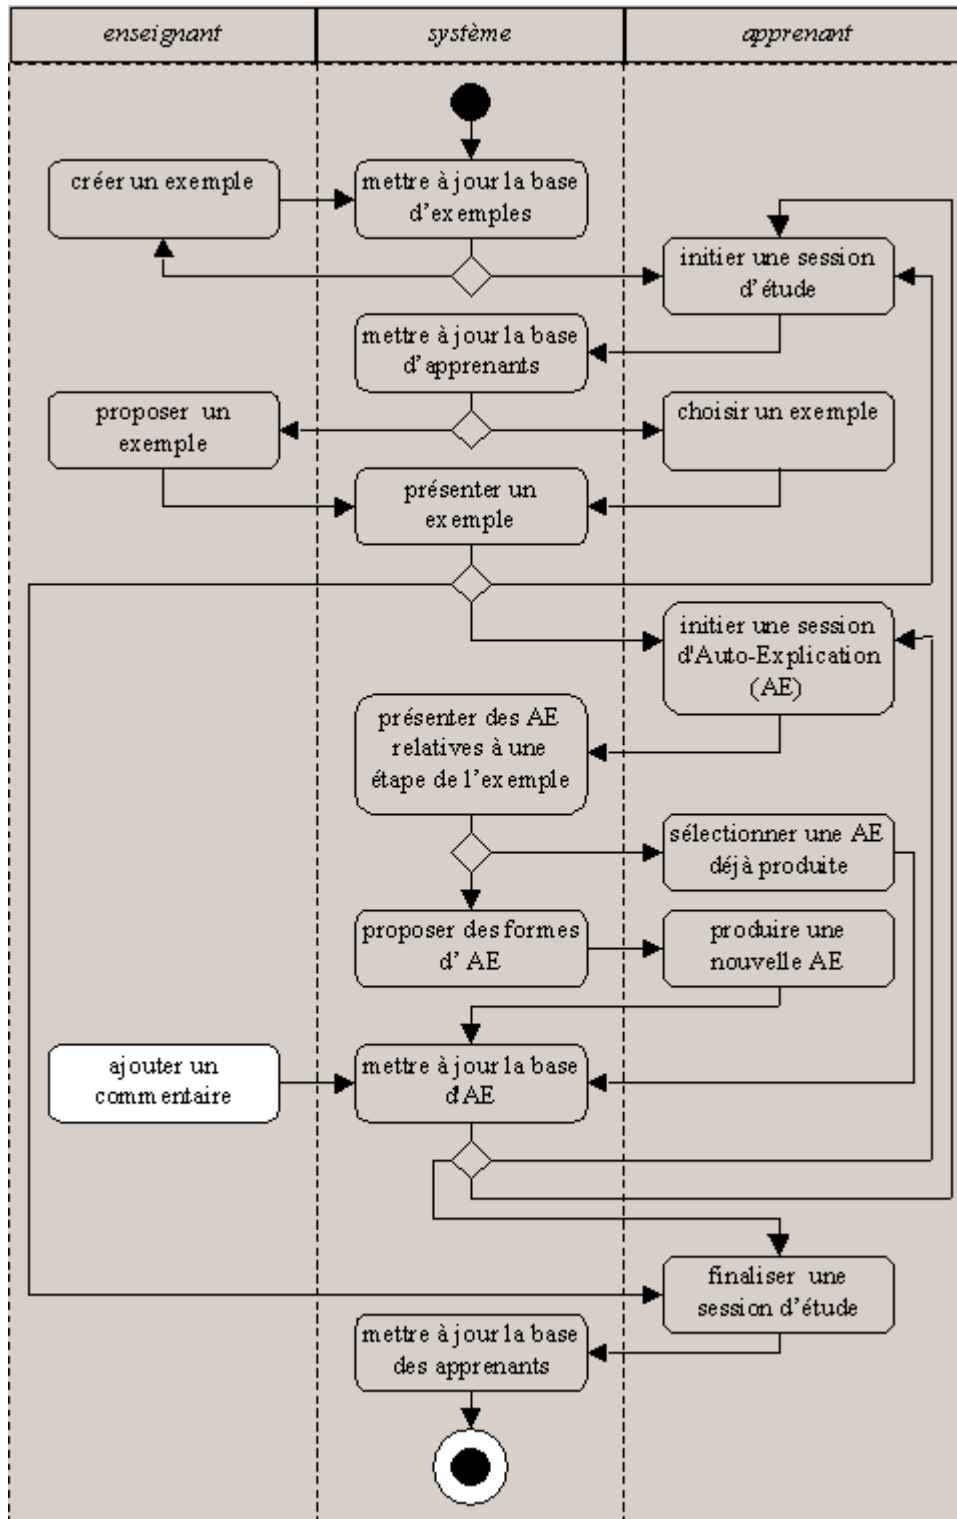 enseignant
système
apprenant
créer un exemple
mettre à jour la base
d'exemples
initier une session
d'étude
mettre à jour la base
d'apprenants
proposer un
exemple
choisir un exemple
présenter un
exemple
initier une session
d'Auto-Explication
(AE)
présenter des AE
relatives à une
étape de l'exemple
sélectionner une AE
déjà produite
proposer des formes
d' AE
produire une
nouvelle AE
ajouter un
commentaire
mettre à jour la base
d'AE
finaliser une
session d'étude
mettre à jour la base
des apprenants